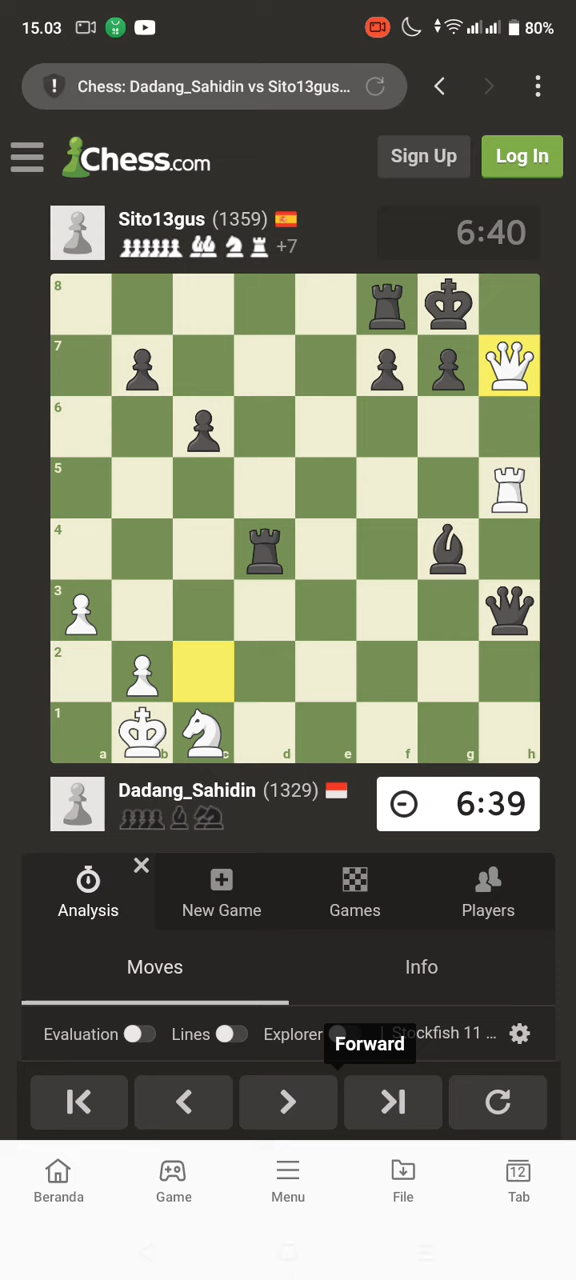 15.03
80%
Chess: Dadang_Sahidin vs Sito13gus...
Chess.com
Sign Up
Log In
Sito13gus (1359)
+7
6:40
8
7
6
5
4
3
2
1
a b c d e f g h
Dadang_Sahidin (1329)
6:39
Analysis
New Game
Games
Players
Moves
Info
Evaluation
Lines
Explorer
Stockfish 11 ...
Forward
Beranda
Game
Menu
File
12
Tab